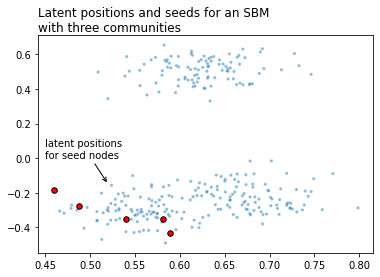 Latent positions and seeds for an SBM
with three communities
0.6
0.4
0.2
0.0
−0.2
−0.4
latent positions
for seed nodes
0.45 0.50 0.55 0.60 0.65 0.70 0.75 0.80